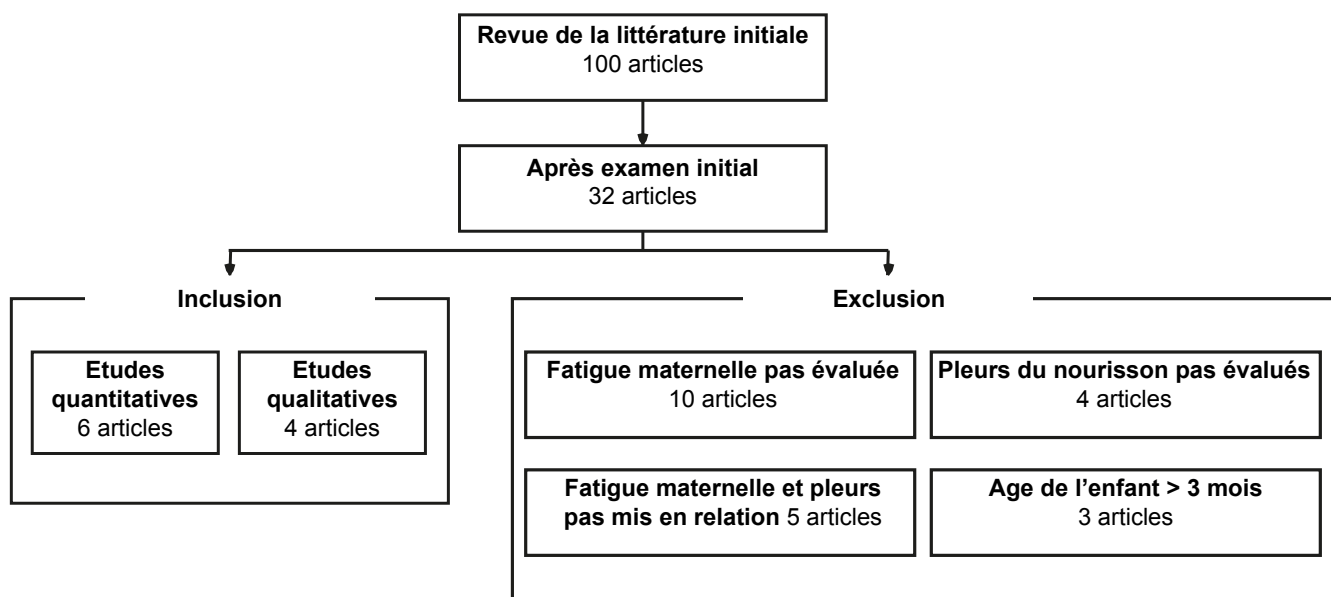 Revue de la littérature initiale
100 articles
Après examen initial
32 articles
Inclusion
Etudes
quantitatives
6 articles
Etudes
qualitatives
4 articles
Exclusion
Fatigue maternelle pas évaluée
10 articles
Pleurs du nourisson pas évalués
4 articles
Fatigue maternelle et pleurs
pas mis en relation 5 articles
Age de l’enfant > 3 mois
3 articles